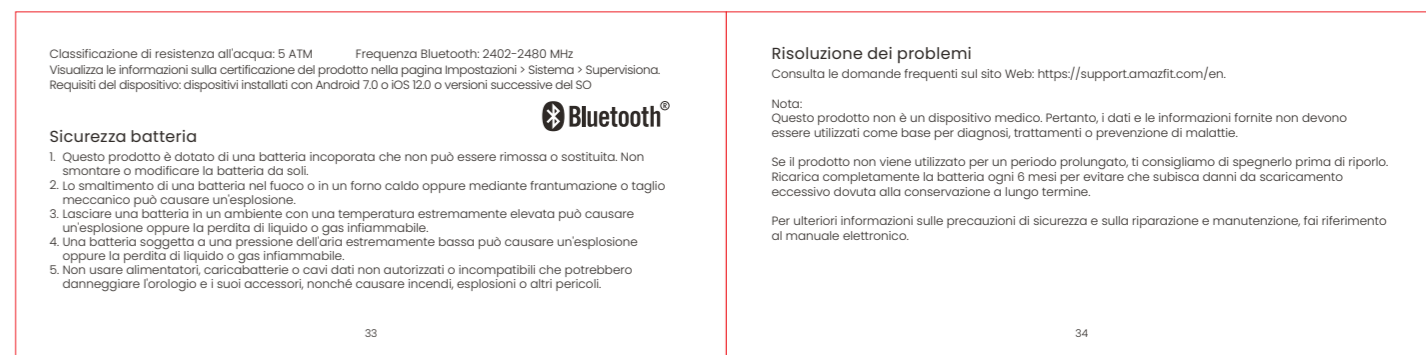 Classificazione di resistenza all'acqua: 5 ATM Frequenza Bluetooth: 2402-2480 MHz
Visualizza le informazioni sulla certificazione del prodotto nella pagina Impostazioni > Sistema > Supervisiona.
Requisiti del dispositivo: dispositivi installati con Android 7.0 o iOS 12.0 o versioni successive del SO
Bluetooth®
Sicurezza batteria
1. Questo prodotto è dotato di una batteria incoporata che non può essere rimossa o sostituita. Non
smontare o modificare la batteria da soli.
2. Lo smaltimento di una batteria nel fuoco o in un forno caldo oppure mediante frantumazione o taglio
meccanico può causare un'esplosione.
3. Lasciare una batteria in un ambiente con una temperatura estremamente elevata può causare
un'esplosione oppure la perdita di liquido o gas infiammabile.
4. Una batteria soggetta a una pressione dell'aria estremamente bassa può causare un'esplosione
oppure la perdita di liquido o gas infiammabile.
5. Non usare alimentatori, caricabatterie o cavi dati non autorizzati o incompatibili che potrebbero
danneggiare l'orologio e i suoi accessori, nonché causare incendi, esplosioni o altri pericoli.
33
Risoluzione dei problemi
Consulta le domande frequenti sul sito Web: https://support.amazfit.com/en.
Nota:
Questo prodotto non è un dispositivo medico. Pertanto, i dati e le informazioni fornite non devono
essere utilizzati come base per diagnosi, trattamenti o prevenzione di malattie.
Se il prodotto non viene utilizzato per un periodo prolungato, ti consigliamo di spegnerlo prima di riporlo.
Ricarica completamente la batteria ogni 6 mesi per evitare che subisca danni da scaricamento
eccessivo dovuta alla conservazione a lungo termine.
Per ulteriori informazioni sulle precauzioni di sicurezza e sulla riparazione e manutenzione, fai riferimento
al manuale elettronico.
34